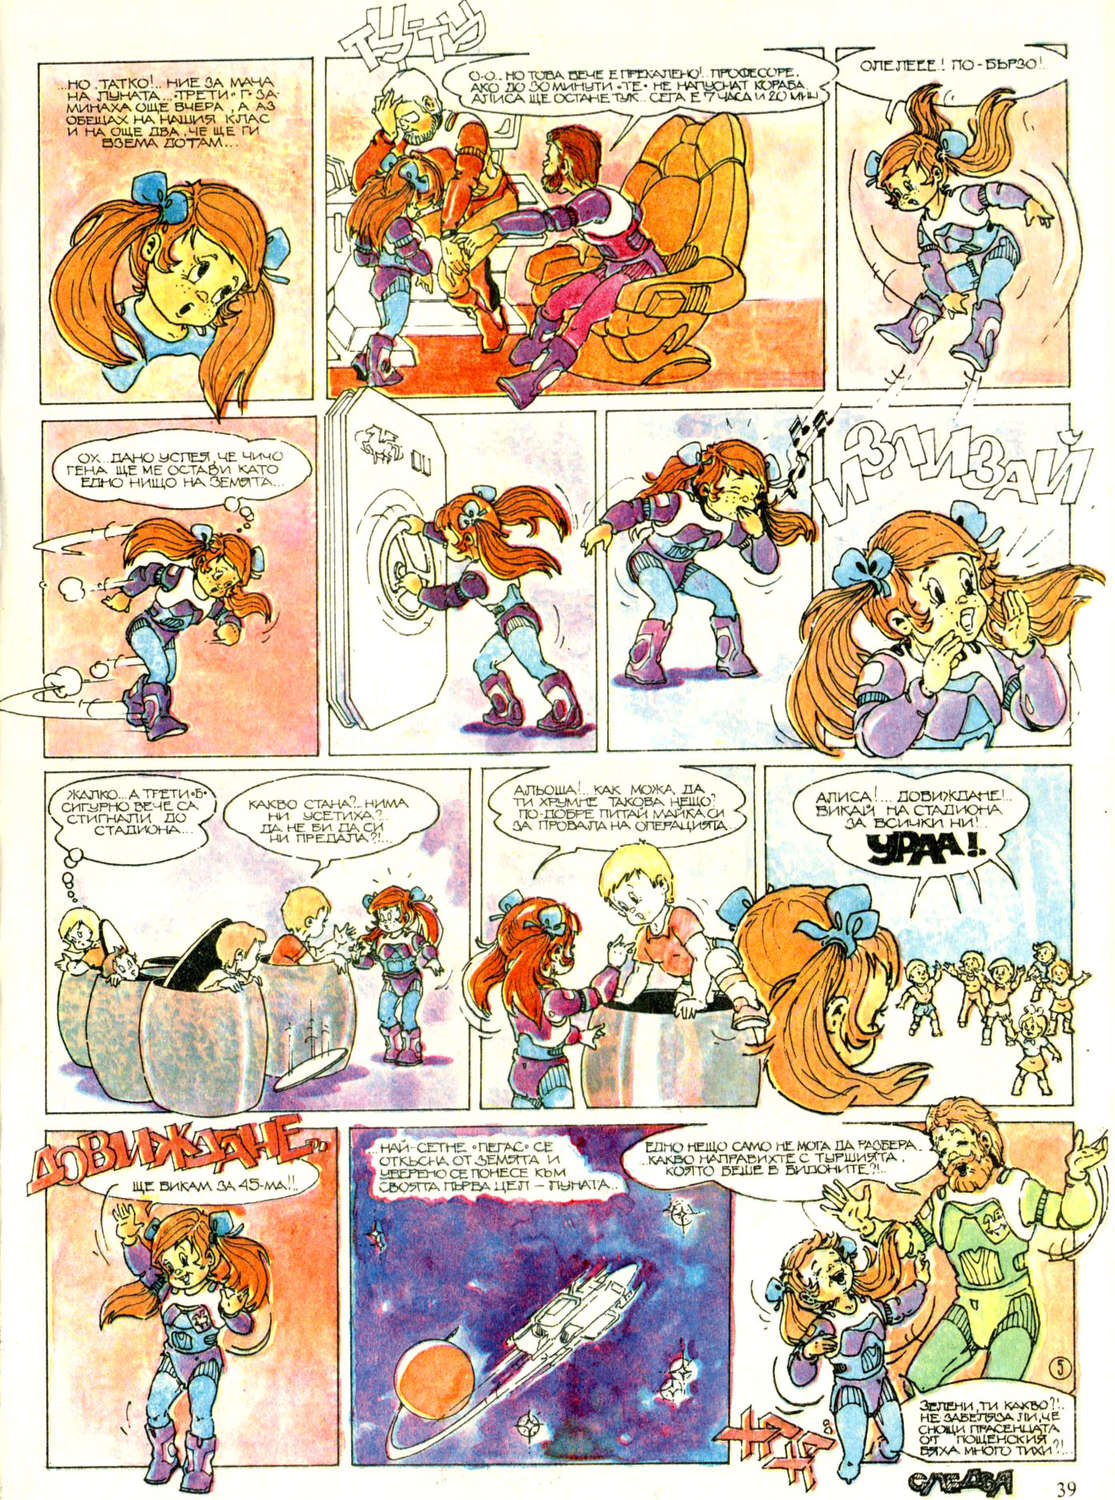 ...НО, ТАТКО!.. НИЕ ЗА МАЧА
НА ЛУНАТА... „ТРЕТИ" Г" ЗА-
МИНАХА ОЩЕ ВЧЕРА, А АЗ
ОБЕЩАХ НА НАШИЯ КЛАС
И НА ОЩЕ ДВА, ЧЕ ЩЕ ГИ
ВЗЕМА ДОТАМ...
ТУ-ТУ
О-О.. НО ТОВА ВЕЧЕ Е ПРЕКАЛЕНО!.. ПРОФЕСОРЕ,
АКО ДО 30 МИНУТИ „ТЕ" НЕ НАПУСНАТ КОРАБА,
АЛИСА ЩЕ ОСТАНЕ ТУК... СЕГА Е 7 ЧАСА И 20 МИН.
ОЛЕЛЕЕЕ! ПО-БЪРЗО!..
ОХ...ДАНО УСПЕЯ, ЧЕ ЧИЧО
ГЕНА ЩЕ МЕ ОСТАВИ КАТО
ЕДНО НИЩО НА ЗЕМЯТА...
ИЗЛИЗАЙ
ЖАЛКО... А ТРЕТИ „Б"
СИГУРНО ВЕЧЕ СА
СТИГНАЛИ ДО
СТАДИОНА...
КАКВО СТАНА?.. НИМА
НИ УСЕТИХА?..
ДА НЕ БИ ДА СИ
НИ ПРЕДАЛА?!...
АЛЬОША!.. КАК МОЖА ДА
ТИ ХРУМНЕ ТАКОВА НЕЩО?
ПО-ДОБРЕ ПИТАЙ МАЙКА СИ
ЗА ПРОВАЛА НА ОПЕРАЦИЯТА.
АЛИСА!... ДОВИЖДАНЕ!..
ВИКАЙ НА СТАДИОНА
ЗА ВСИЧКИ НИ!..
УРАА!..
ДОВИЖДАНЕ...
ЩЕ ВИКАМ ЗА 45-МА!!..
НАЙ-СЕТНЕ „ПЕГАС" СЕ
ОТКЪСНА ОТ ЗЕМЯТА И
УВЕРЕНО СЕ ПОНЕСЕ КЪМ
СВОЯТА ПЪРВА ЦЕЛ – ЛУНАТА...
ЕДНО НЕЩО САМО НЕ МОГА ДА РАЗБЕРА
..КАКВО НАПРАВИХТЕ С ТУРШИЯТА,
КОЯТО БЕШЕ В БИДОНИТЕ?!..
5
ЗЕЛЕНИ, ТИ КАКВО?!..
НЕ ЗАБЕЛЯЗА ЛИ, ЧЕ
СНОЩИ ПРАСЕНЦАТА
ОТ ПОЩЕНСКИЯ
БЯХА МНОГО ТИХИ?!..
СЛЕДВА
39